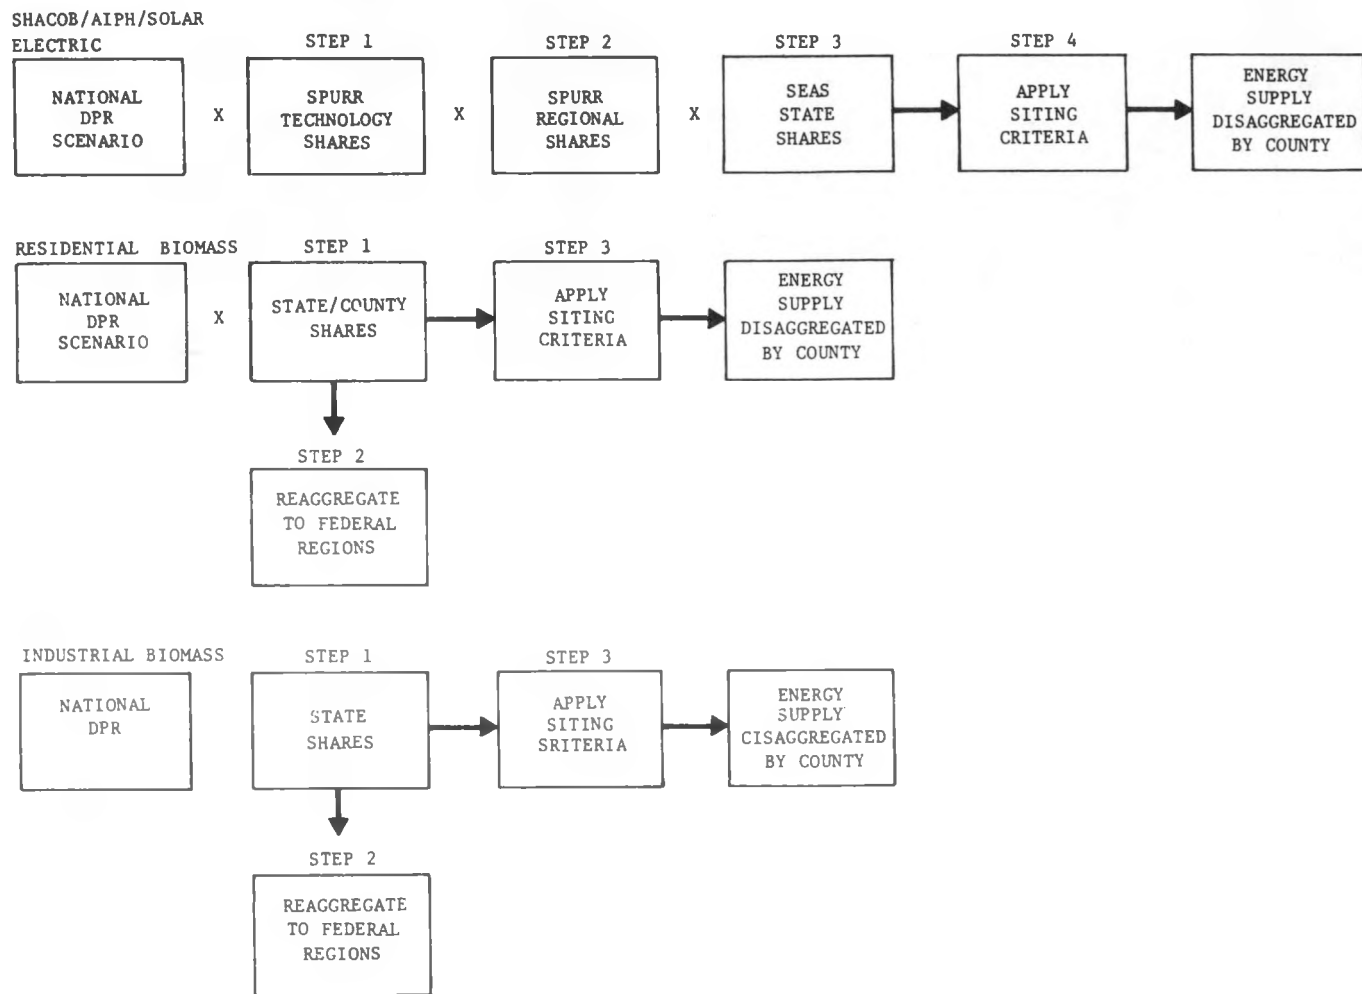 SHACOB/AIPH/SOLAR
ELECTRIC
STEP 1
STEP 2
STEP 3
STEP 4
NATIONAL
DPR
SCENARIO
X
SPURR
TECHNOLOGY
SHARES
X
SPURR
REGIONAL
SHARES
X
SEAS
STATE
SHARES
APPLY
SITING
CRITERIA
ENERGY
SUPPLY
DISAGGREGATED
BY COUNTY
RESIDENTIAL BIOMASS
STEP 1
STEP 3
NATIONAL
DPR
SCENARIO
X
STATE/COUNTY
SHARES
APPLY
SITING
CRITERIA
ENERGY
SUPPLY
DISAGGREGATED
BY COUNTY
STEP 2
REAGGREGATE
TO FEDERAL
REGIONS
INDUSTRIAL BIOMASS
STEP 1
STEP 3
NATIONAL
DPR
STATE
SHARES
APPLY
SITING
SRITERIA
ENERGY
SUPPLY
CISAGGREGATED
BY COUNTY
STEP 2
REAGGREGATE
TO FEDERAL
REGIONS